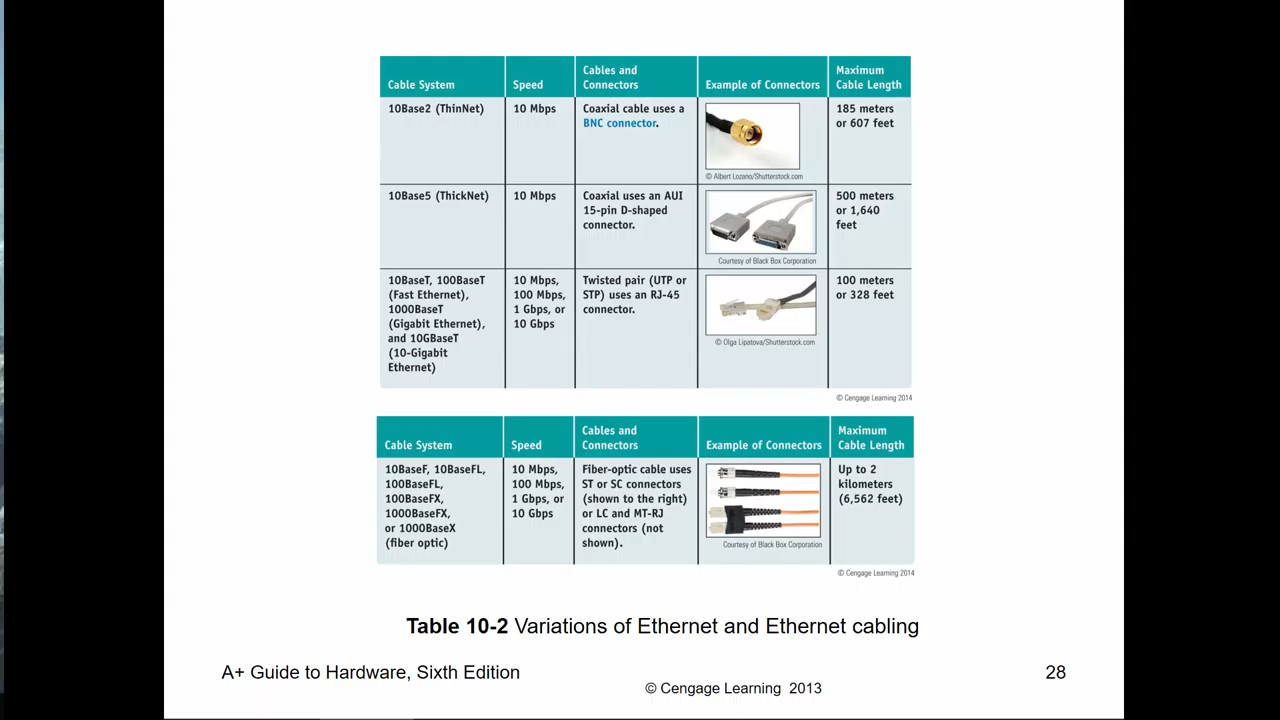 Cable System
Speed
Cables and
Connectors
Example of Connectors
Maximum
Cable Length
10Base2 (ThinNet)
10 Mbps
Coaxial cable uses a
BNC connector.
© Albert Lozano/Shutterstock.com
185 meters
or 607 feet
10Base5 (ThickNet)
10 Mbps
Coaxial uses an AUI
15-pin D-shaped
connector.
Courtesy of Black Box Corporation
500 meters
or 1,640
feet
10BaseT, 100BaseT
(Fast Ethernet),
1000BaseT
(Gigabit Ethernet),
and 10GBaseT
(10-Gigabit
Ethernet)
10 Mbps,
100 Mbps,
1 Gbps, or
10 Gbps
Twisted pair (UTP or
STP) uses an RJ-45
connector.
© Olga Lipatova/Shutterstock.com
100 meters
or 328 feet
© Cengage Learning 2014
Cable System
Speed
Cables and
Connectors
Example of Connectors
Maximum
Cable Length
10BaseF, 10BaseFL,
100BaseFL,
100BaseFX,
1000BaseFX,
or 1000BaseX
(fiber optic)
10 Mbps,
100 Mbps,
1 Gbps, or
10 Gbps
Fiber-optic cable uses
ST or SC connectors
(shown to the right)
or LC and MT-RJ
connectors (not
shown).
Courtesy of Black Box Corporation
Up to 2
kilometers
(6,562 feet)
© Cengage Learning 2014
Table 10-2 Variations of Ethernet and Ethernet cabling
A+ Guide to Hardware, Sixth Edition
© Cengage Learning 2013
28